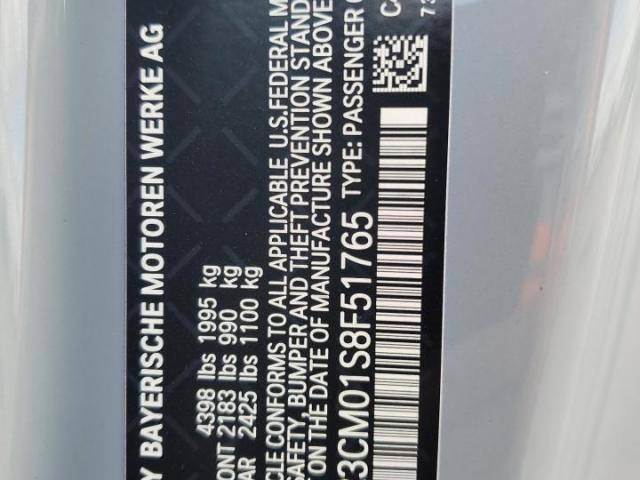 Y BAYERISCHE MOTOREN WERKE AG
4398 lbs 1995 kg
ONT 2183 lbs 990 kg
AR 2425 lbs 1100 kg
CLE CONFORMS TO ALL APPLICABLE U.S.FEDERAL M
SAFETY, BUMPER AND THEFT PREVENTION STAND
T ON THE DATE OF MANUFACTURE SHOWN ABOVE
3CM01S8F51765 TYPE: PASSENGER C